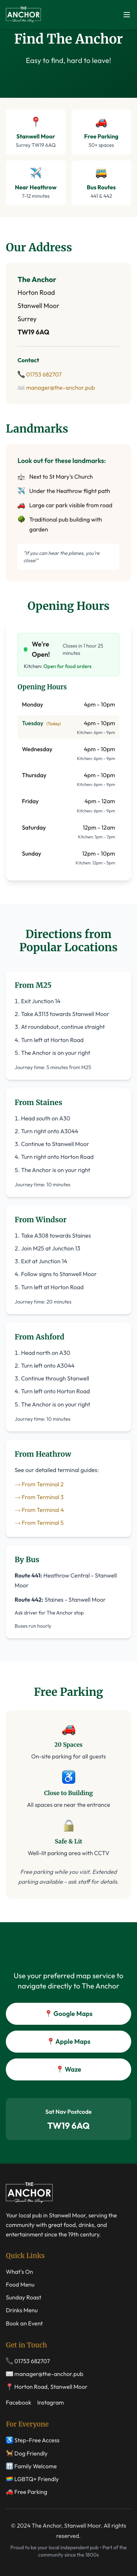 THE
ANCHOR
Find The Anchor
Easy to find, hard to leave!
Stanwell Moor
Surrey TW19 6AQ
Free Parking
50+ spaces
Near Heathrow
7-12 minutes
Bus Routes
441 & 442
Our Address
The Anchor
Horton Road
Stanwell Moor
Surrey
TW19 6AQ
Contact
01753 682707
manager@the-anchor.pub
Landmarks
Look out for these landmarks:
Next to St Mary's Church
Under the Heathrow flight path
Large car park visible from road
Traditional pub building with
garden
"If you can hear the planes, you're
close!"
Opening Hours
We're
Open!
Closes in 1 hour 25
minutes
Kitchen: Open for food orders
Opening Hours
Monday 4pm - 10pm
Kitchen: 6pm - 9pm
Tuesday (Today) 4pm - 10pm
Kitchen: 6pm - 9pm
Wednesday 4pm - 10pm
Kitchen: 6pm - 9pm
Thursday 4pm - 10pm
Kitchen: 6pm - 9pm
Friday 4pm - 12am
Kitchen: 6pm - 9pm
Saturday 12pm - 12am
Kitchen: 1pm - 7pm
Sunday 12pm - 10pm
Kitchen: 12pm - 5pm
Directions from
Popular Locations
From M25
1. Exit Junction 14
2. Take A3113 towards Stanwell Moor
3. At roundabout, continue straight
4. Turn left at Horton Road
5. The Anchor is on your right
Journey time: 5 minutes from M25
From Staines
1. Head south on A30
2. Turn right onto A3044
3. Continue to Stanwell Moor
4. Turn right onto Horton Road
5. The Anchor is on your right
Journey time: 10 minutes
From Windsor
1. Take A308 towards Staines
2. Join M25 at Junction 13
3. Exit at Junction 14
4. Follow signs to Stanwell Moor
5. Turn left at Horton Road
Journey time: 20 minutes
From Ashford
1. Head north on A30
2. Turn left onto A3044
3. Continue through Stanwell
4. Turn left onto Horton Road
5. The Anchor is on your right
Journey time: 10 minutes
From Heathrow
See our detailed terminal guides:
→ From Terminal 2
→ From Terminal 3
→ From Terminal 4
→ From Terminal 5
By Bus
Route 441: Heathrow Central - Stanwell
Moor
Route 442: Staines - Stanwell Moor
Ask driver for The Anchor stop
Buses run hourly
Free Parking
20 Spaces
On-site parking for all guests
Close to Building
All spaces near the entrance
Safe & Lit
Well-lit parking area with CCTV
Free parking while you visit. Extended
parking available - ask staff for details.
Use your preferred map service to
navigate directly to The Anchor
Google Maps
Apple Maps
Waze
Sat Nav Postcode
TW19 6AQ
THE
ANCHOR
Your local pub in Stanwell Moor, serving the
community with great food, drinks, and
entertainment since the 19th century.
Quick Links
What's On
Food Menu
Sunday Roast
Drinks Menu
Book an Event
Get in Touch
01753 682707
manager@the-anchor.pub
Horton Road, Stanwell Moor
Facebook Instagram
For Everyone
Step-Free Access
Dog Friendly
Family Welcome
LGBTQ+ Friendly
Free Parking
© 2024 The Anchor, Stanwell Moor. All rights
reserved.
Proudly to be your local independent pub • Part of the
community since the 1800s